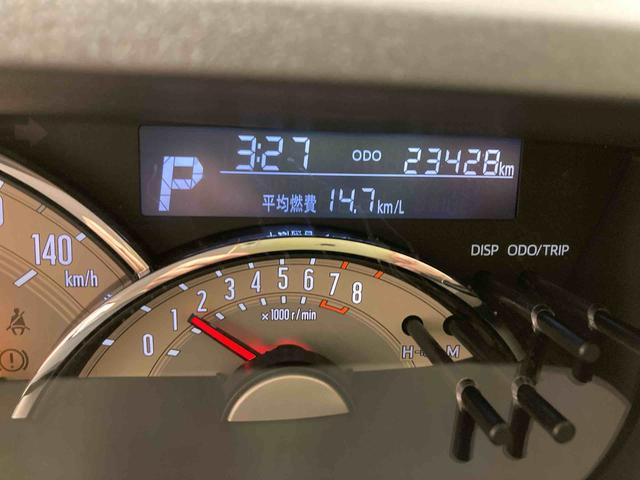 3:27 ODO 23428km
P
平均燃費 14.7km/L
DISP ODO/TRIP
140
km/h
0 1 2 3 4 5 6 7 8
×1000 r/min
H M